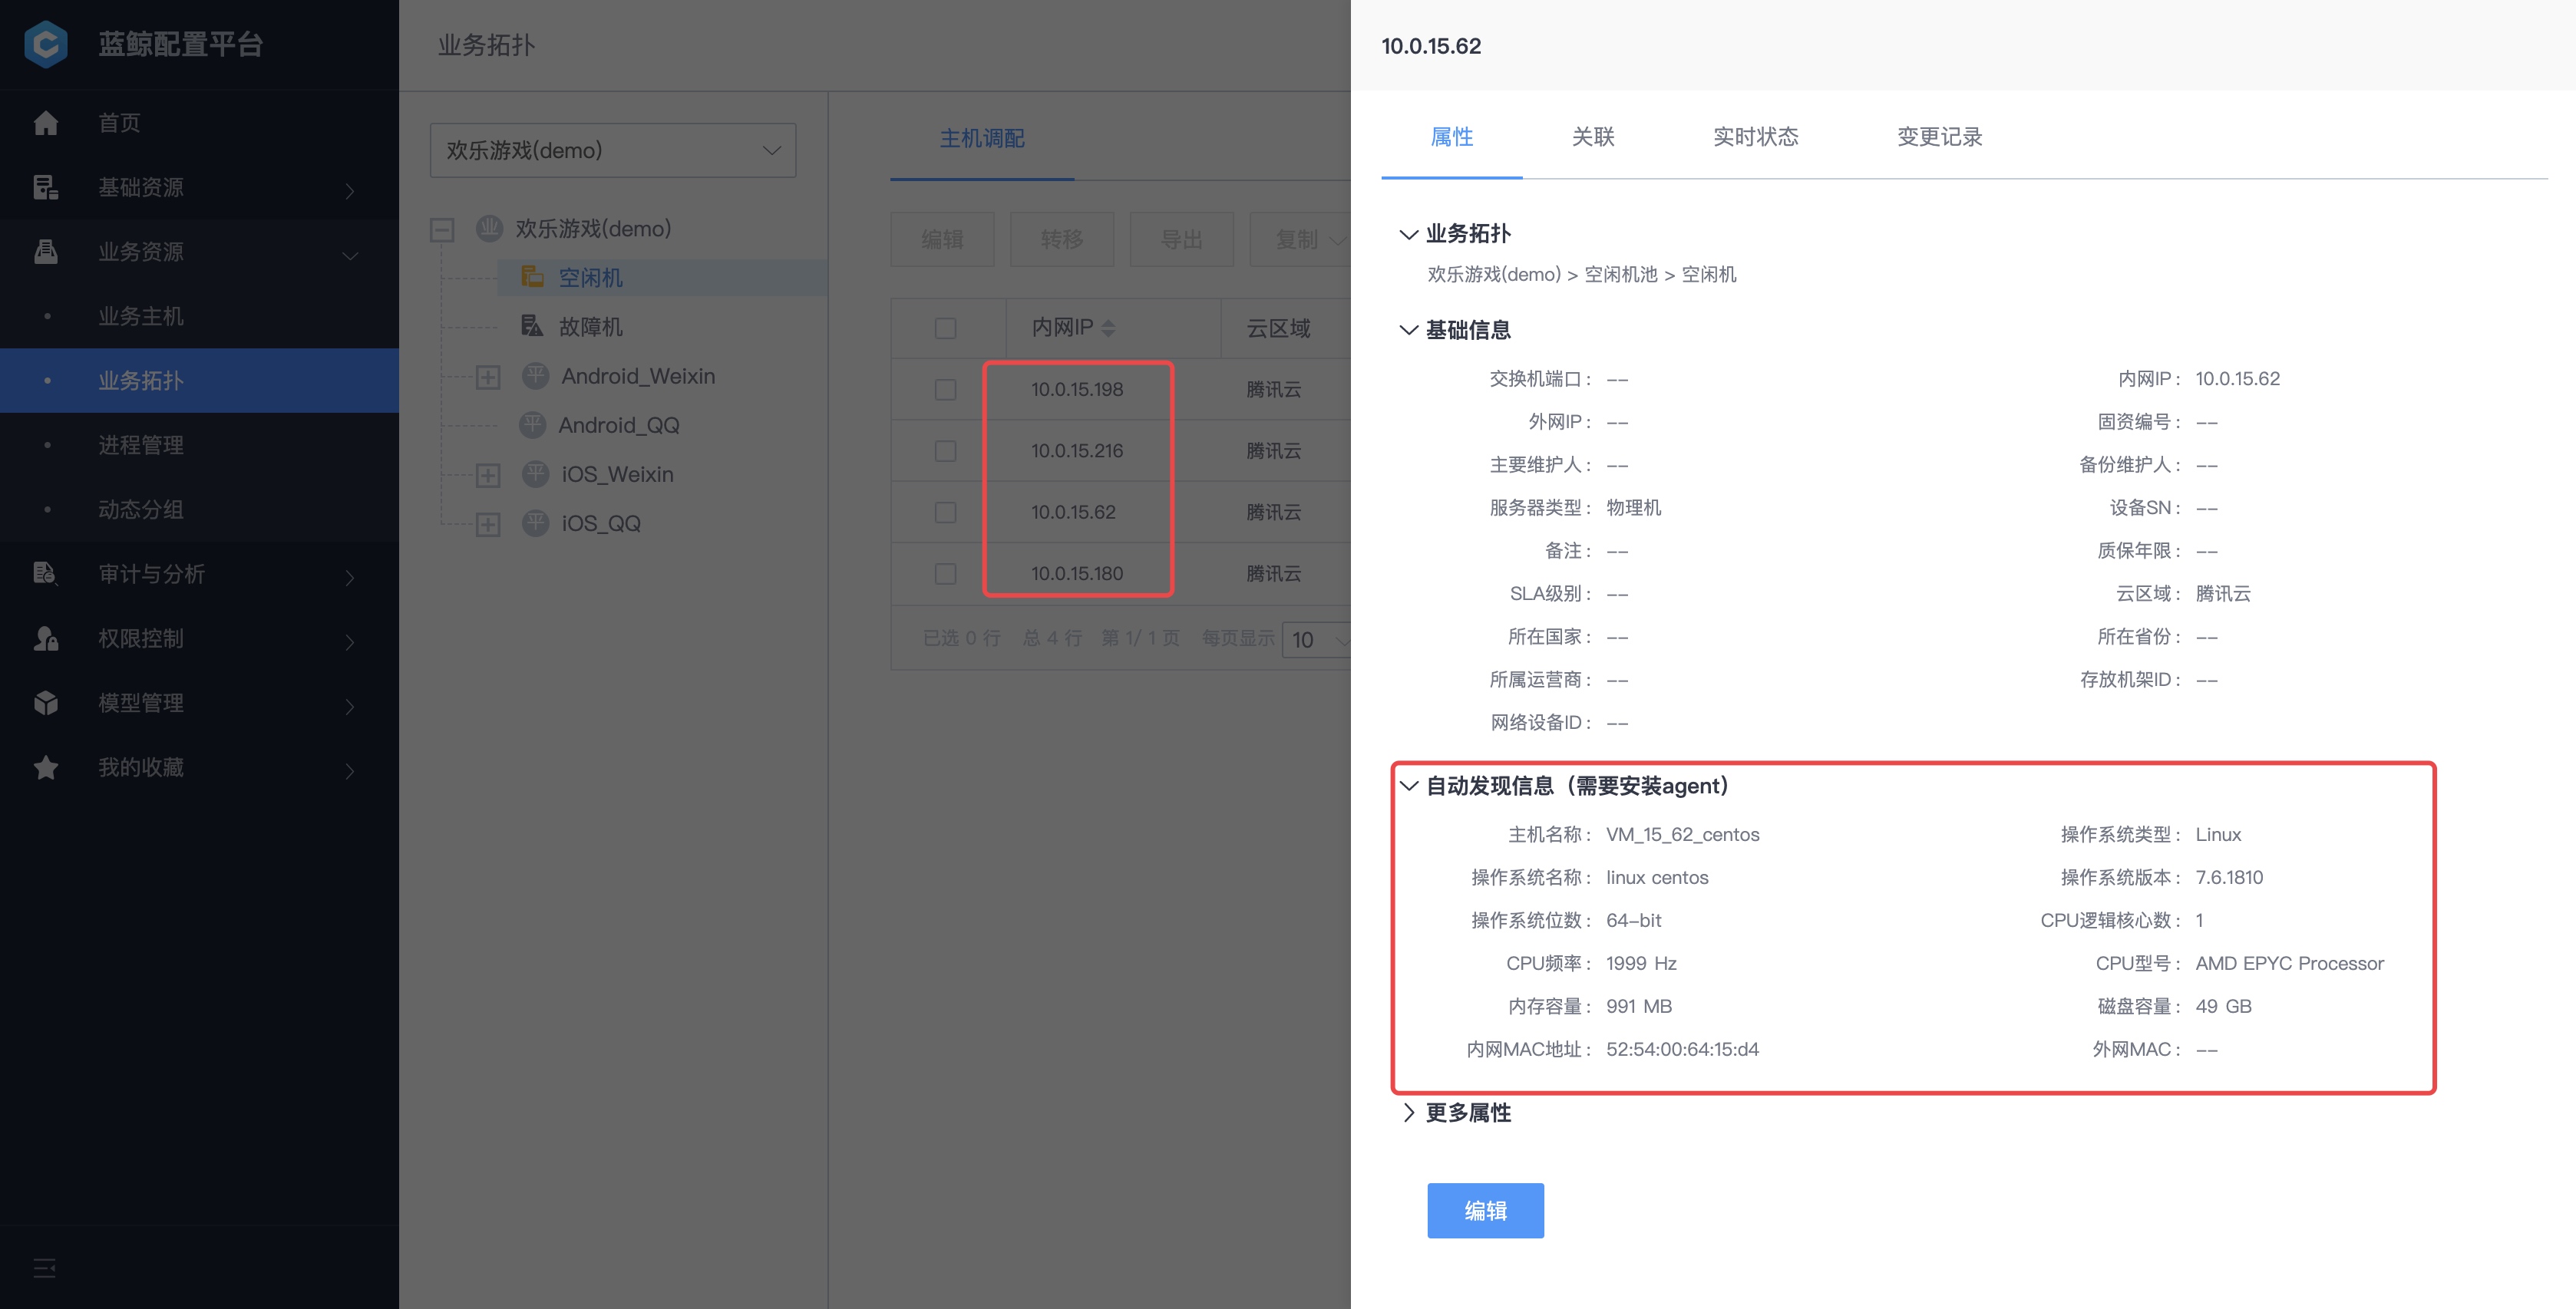 蓝鲸配置平台
首页
基础资源
业务资源
业务主机
业务拓扑
进程管理
动态分组
审计与分析
权限控制
模型管理
我的收藏
业务拓扑
欢乐游戏(demo)
业 欢乐游戏(demo)
空闲机
故障机
平 Android_Weixin
平 Android_QQ
平 iOS_Weixin
平 iOS_QQ
主机调配
编辑 转移 导出 复制
内网IP 云区域
10.0.15.198 腾讯云
10.0.15.216 腾讯云
10.0.15.62 腾讯云
10.0.15.180 腾讯云
已选 0 行 总 4 行 第 1/ 1 页 每页显示 10
10.0.15.62
属性 关联 实时状态 变更记录
业务拓扑
欢乐游戏(demo) > 空闲机池 > 空闲机
基础信息
交换机端口： -- 内网IP： 10.0.15.62
外网IP： -- 固资编号： --
主要维护人： -- 备份维护人： --
服务器类型： 物理机 设备SN： --
备注： -- 质保年限： --
SLA级别： -- 云区域： 腾讯云
所在国家： -- 所在省份： --
所属运营商： -- 存放机架ID： --
网络设备ID： --
自动发现信息（需要安装agent）
主机名称： VM_15_62_centos 操作系统类型： Linux
操作系统名称： linux centos 操作系统版本： 7.6.1810
操作系统位数： 64-bit CPU逻辑核心数： 1
CPU频率： 1999 Hz CPU型号： AMD EPYC Processor
内存容量： 991 MB 磁盘容量： 49 GB
内网MAC地址： 52:54:00:64:15:d4 外网MAC： --
更多属性
编辑